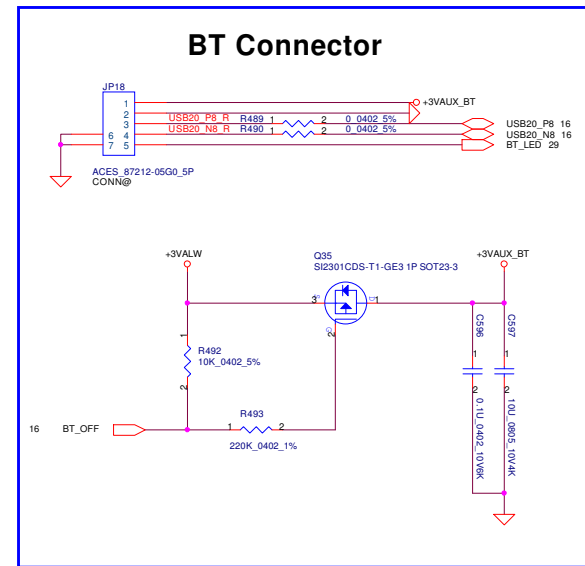 BT Connector
JP18
1
2
3
4
5
6
7
+3VAUX_BT
USB20_P8_R R489 1 2 0_0402_5%
USB20_N8_R R490 1 2 0_0402_5%
USB20_P8 16
USB20_N8 16
BT_LED 29
ACES_87212-05G0_5P
CONN@
+3VALW
Q35
SI2301CDS-T1-GE3 1P SOT23-3
+3VAUX_BT
3 S D 1
G 2
1
R492
10K_0402_5%
2
16 BT_OFF
R493
1 2
220K_0402_1%
C596
1
2
0.1U_0402_10V6K
C597
1
2
10U_0805_10V4K